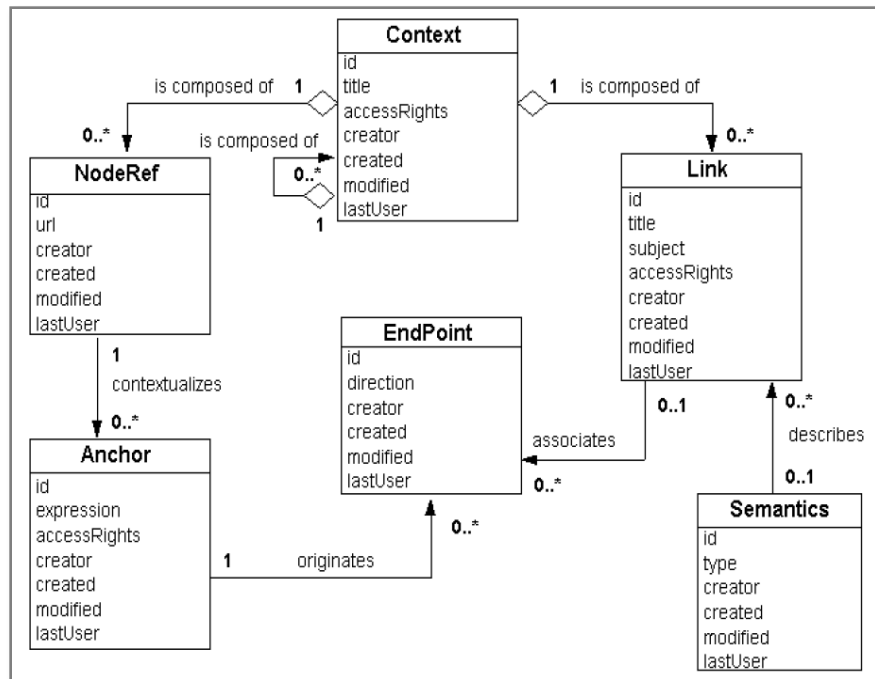 Context
id
title
accessRights
creator
created
modified
lastUser
is composed of
1
0..*
is composed of
0..*
1
1
is composed of
0..*
NodeRef
id
url
creator
created
modified
lastUser
1
contextualizes
0..*
Link
id
title
subject
accessRights
creator
created
modified
lastUser
EndPoint
id
direction
creator
created
modified
lastUser
0..1
associates
0..*
0..*
describes
0..1
Anchor
id
expression
accessRights
creator
created
modified
lastUser
1
originates
0..*
Semantics
id
type
creator
created
modified
lastUser